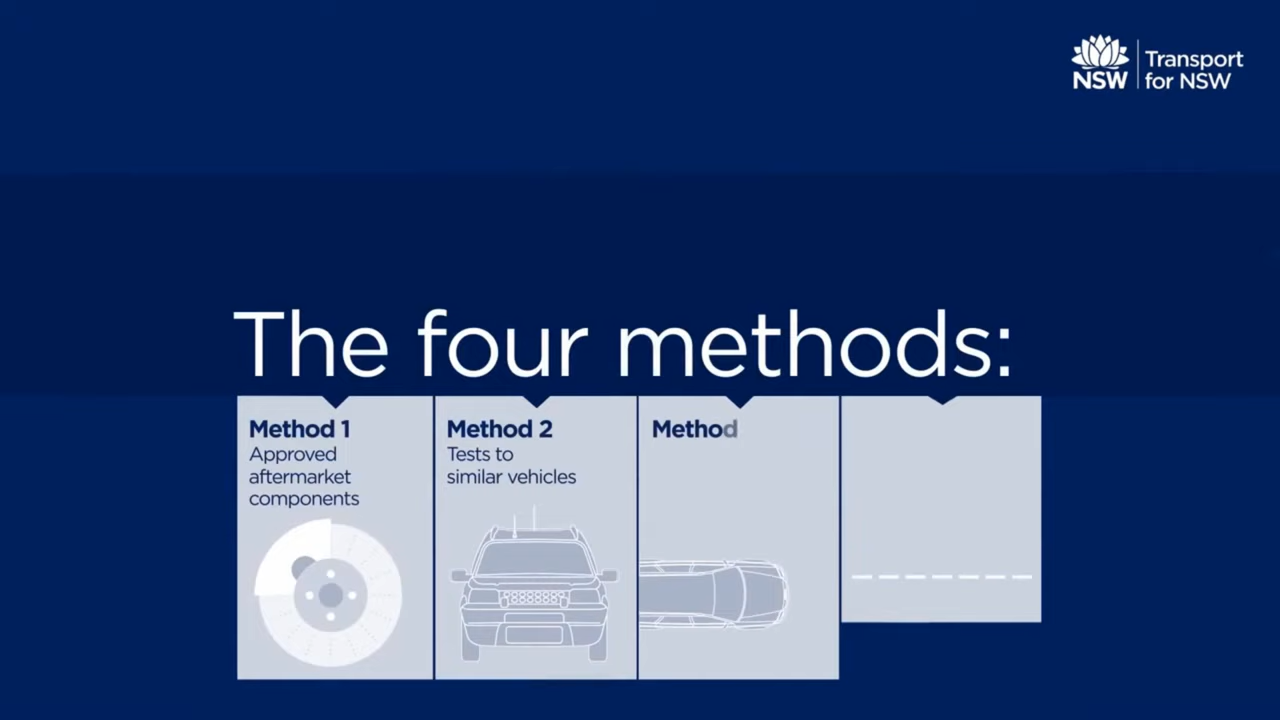 NSW
Transport
for NSW
The four methods:
Method 1
Approved
aftermarket
components
Method 2
Tests to
similar vehicles
Method